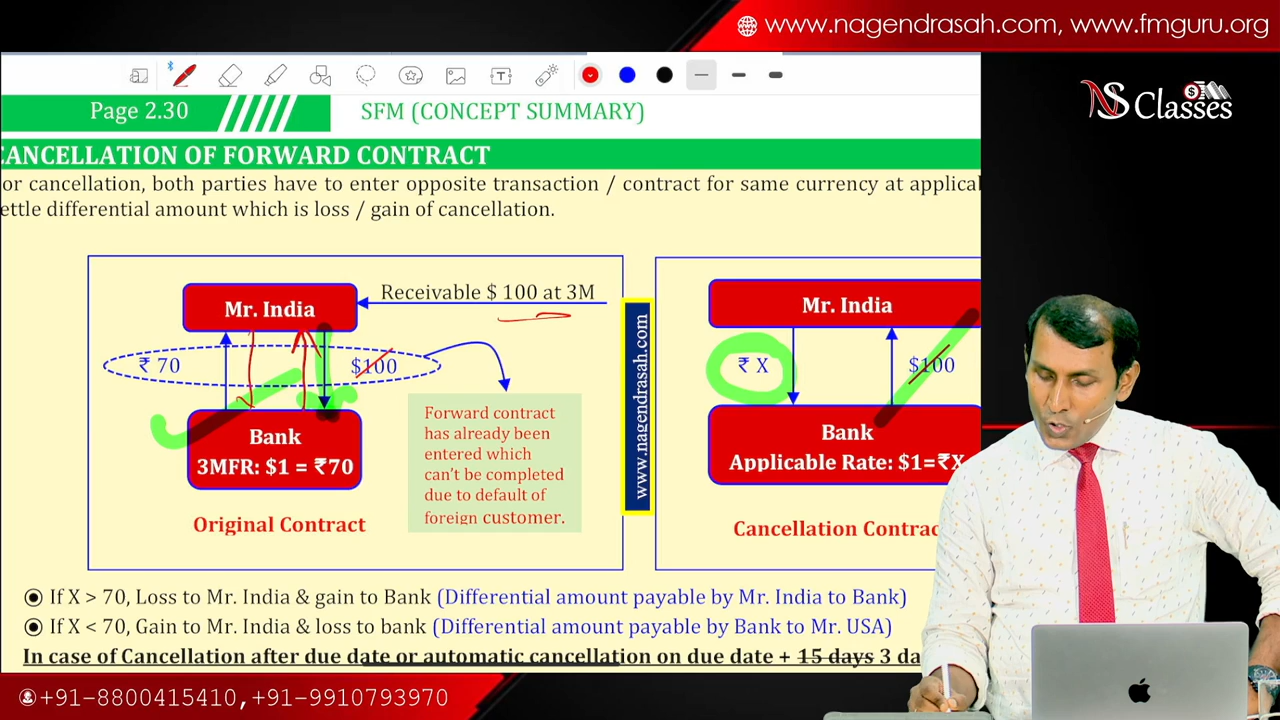 www.nagendrasah.com, www.fmguru.org
Page 2.30
SFM (CONCEPT SUMMARY)
NS Classes
CANCELLATION OF FORWARD CONTRACT
or cancellation, both parties have to enter opposite transaction / contract for same currency at
ettle differential amount which is loss / gain of cancellation.
Mr. India
Receivable $ 100 at 3M
₹ 70
$100
Bank
3MFR: $1 = ₹70
Original Contract
Forward contract
has already been
entered which
can't be completed
due to default of
foreign customer.
www.nagendrasah.com
Mr. India
₹ X
$100
Bank
Applicable Rate: $1=₹X
Cancellation
If X > 70, Loss to Mr. India & gain to Bank (Differential amount payable by Mr. India to Bank)
If X < 70, Gain to Mr. India & loss to bank (Differential amount payable by Bank to Mr. USA)
In case of Cancellation after due date or automatic cancellation on due date + 15 days 3
+91-8800415410,+91-9910793970